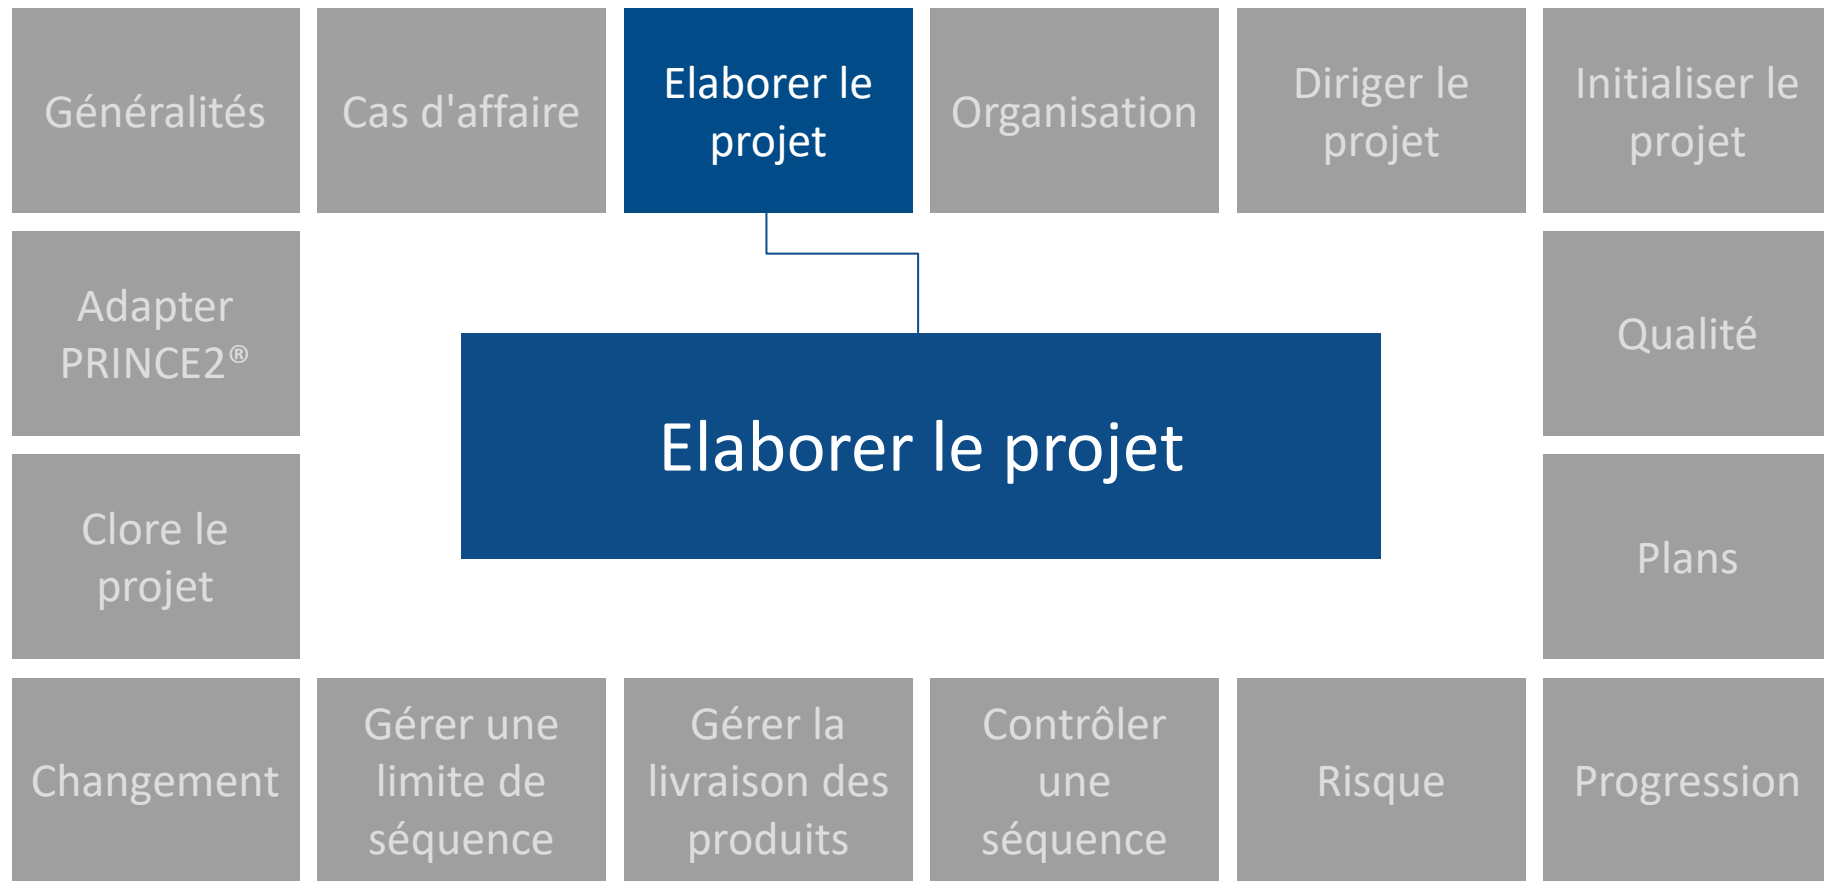 Généralités
Cas d'affaire
Elaborer le
projet
Organisation
Diriger le
projet
Initialiser le
projet
Adapter
PRINCE2®
Qualité
Elaborer le projet
Clore le
projet
Plans
Changement
Gérer une
limite de
séquence
Gérer la
livraison des
produits
Contrôler
une
séquence
Risque
Progression